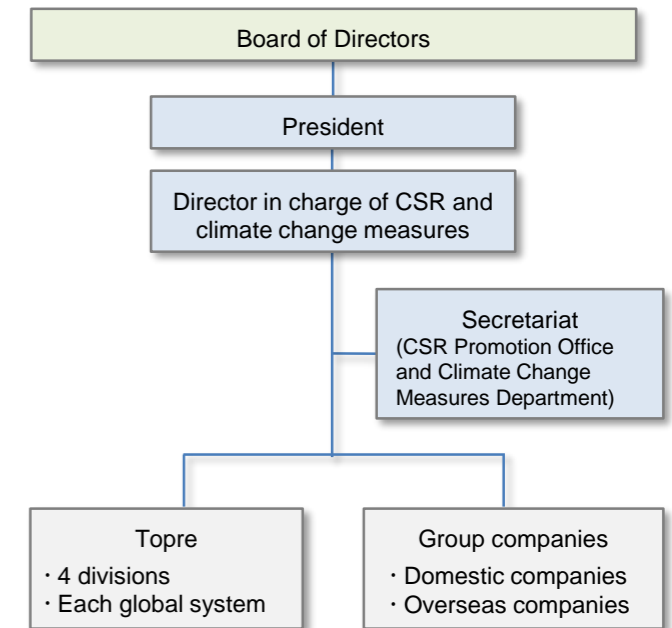 Board of Directors
President
Director in charge of CSR and
climate change measures
Secretariat
(CSR Promotion Office
and Climate Change
Measures Department)
Topre
・4 divisions
・Each global system
Group companies
・Domestic companies
・Overseas companies